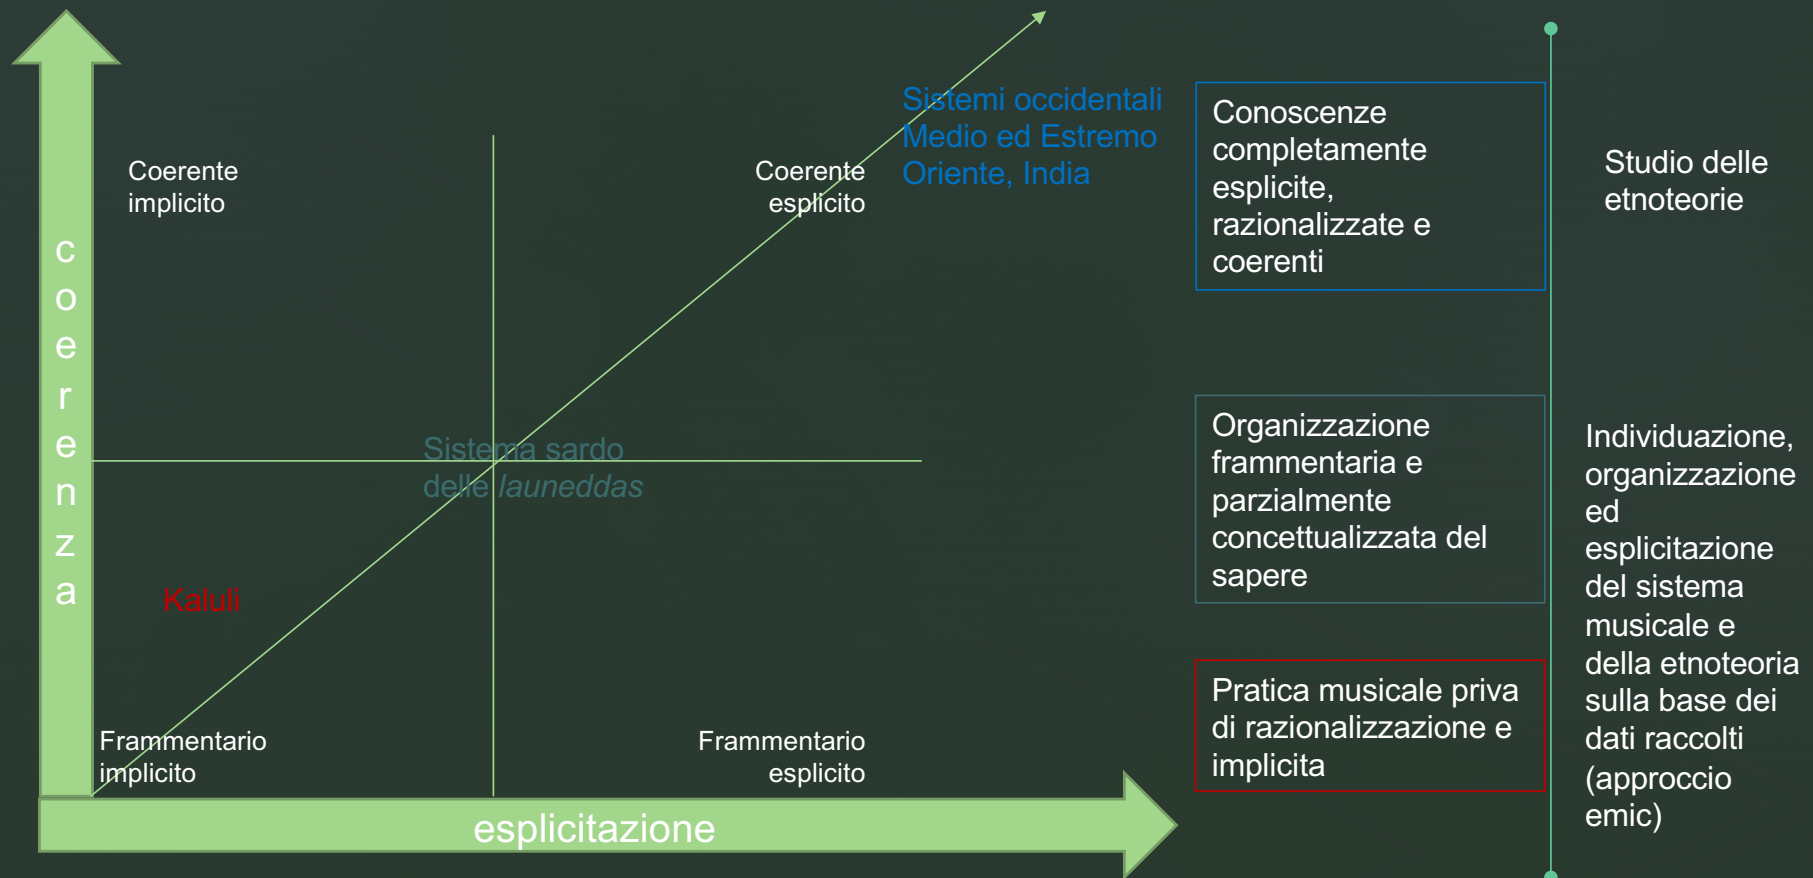 coerenza
Coerente
implicito
Coerente
esplicito
Sistemi occidentali
Medio ed Estremo
Oriente, India
Sistema sardo
delle launeddas
Kaluli
Frammentario
implicito
Frammentario
esplicito
esplicitazione
Conoscenze
completamente
esplicite,
razionalizzate e
coerenti
Organizzazione
frammentaria e
parzialmente
concettualizzata del
sapere
Pratica musicale priva
di razionalizzazione e
implicita
Studio delle
etnoteorie
Individuazione,
organizzazione
ed
esplicitazione
del sistema
musicale e
della etnoteoria
sulla base dei
dati raccolti
(approccio
emic)